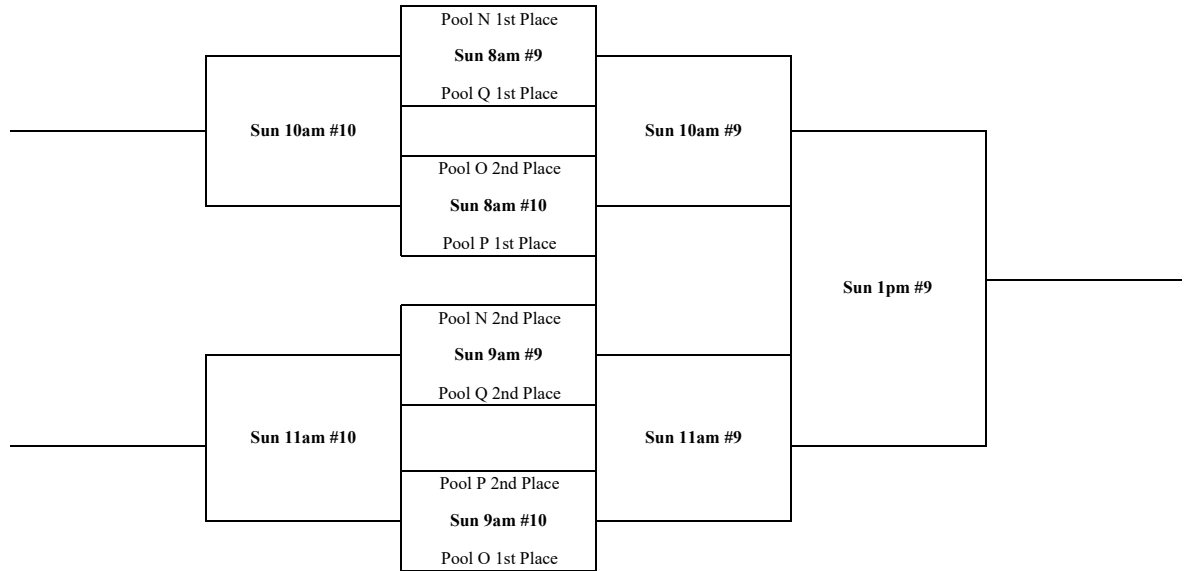 Pool N 1st Place
Sun 8am #9
Pool Q 1st Place
Sun 10am #10
Sun 10am #9
Pool O 2nd Place
Sun 8am #10
Pool P 1st Place
Sun 1pm #9
Pool N 2nd Place
Sun 9am #9
Pool Q 2nd Place
Sun 11am #10
Sun 11am #9
Pool P 2nd Place
Sun 9am #10
Pool O 1st Place